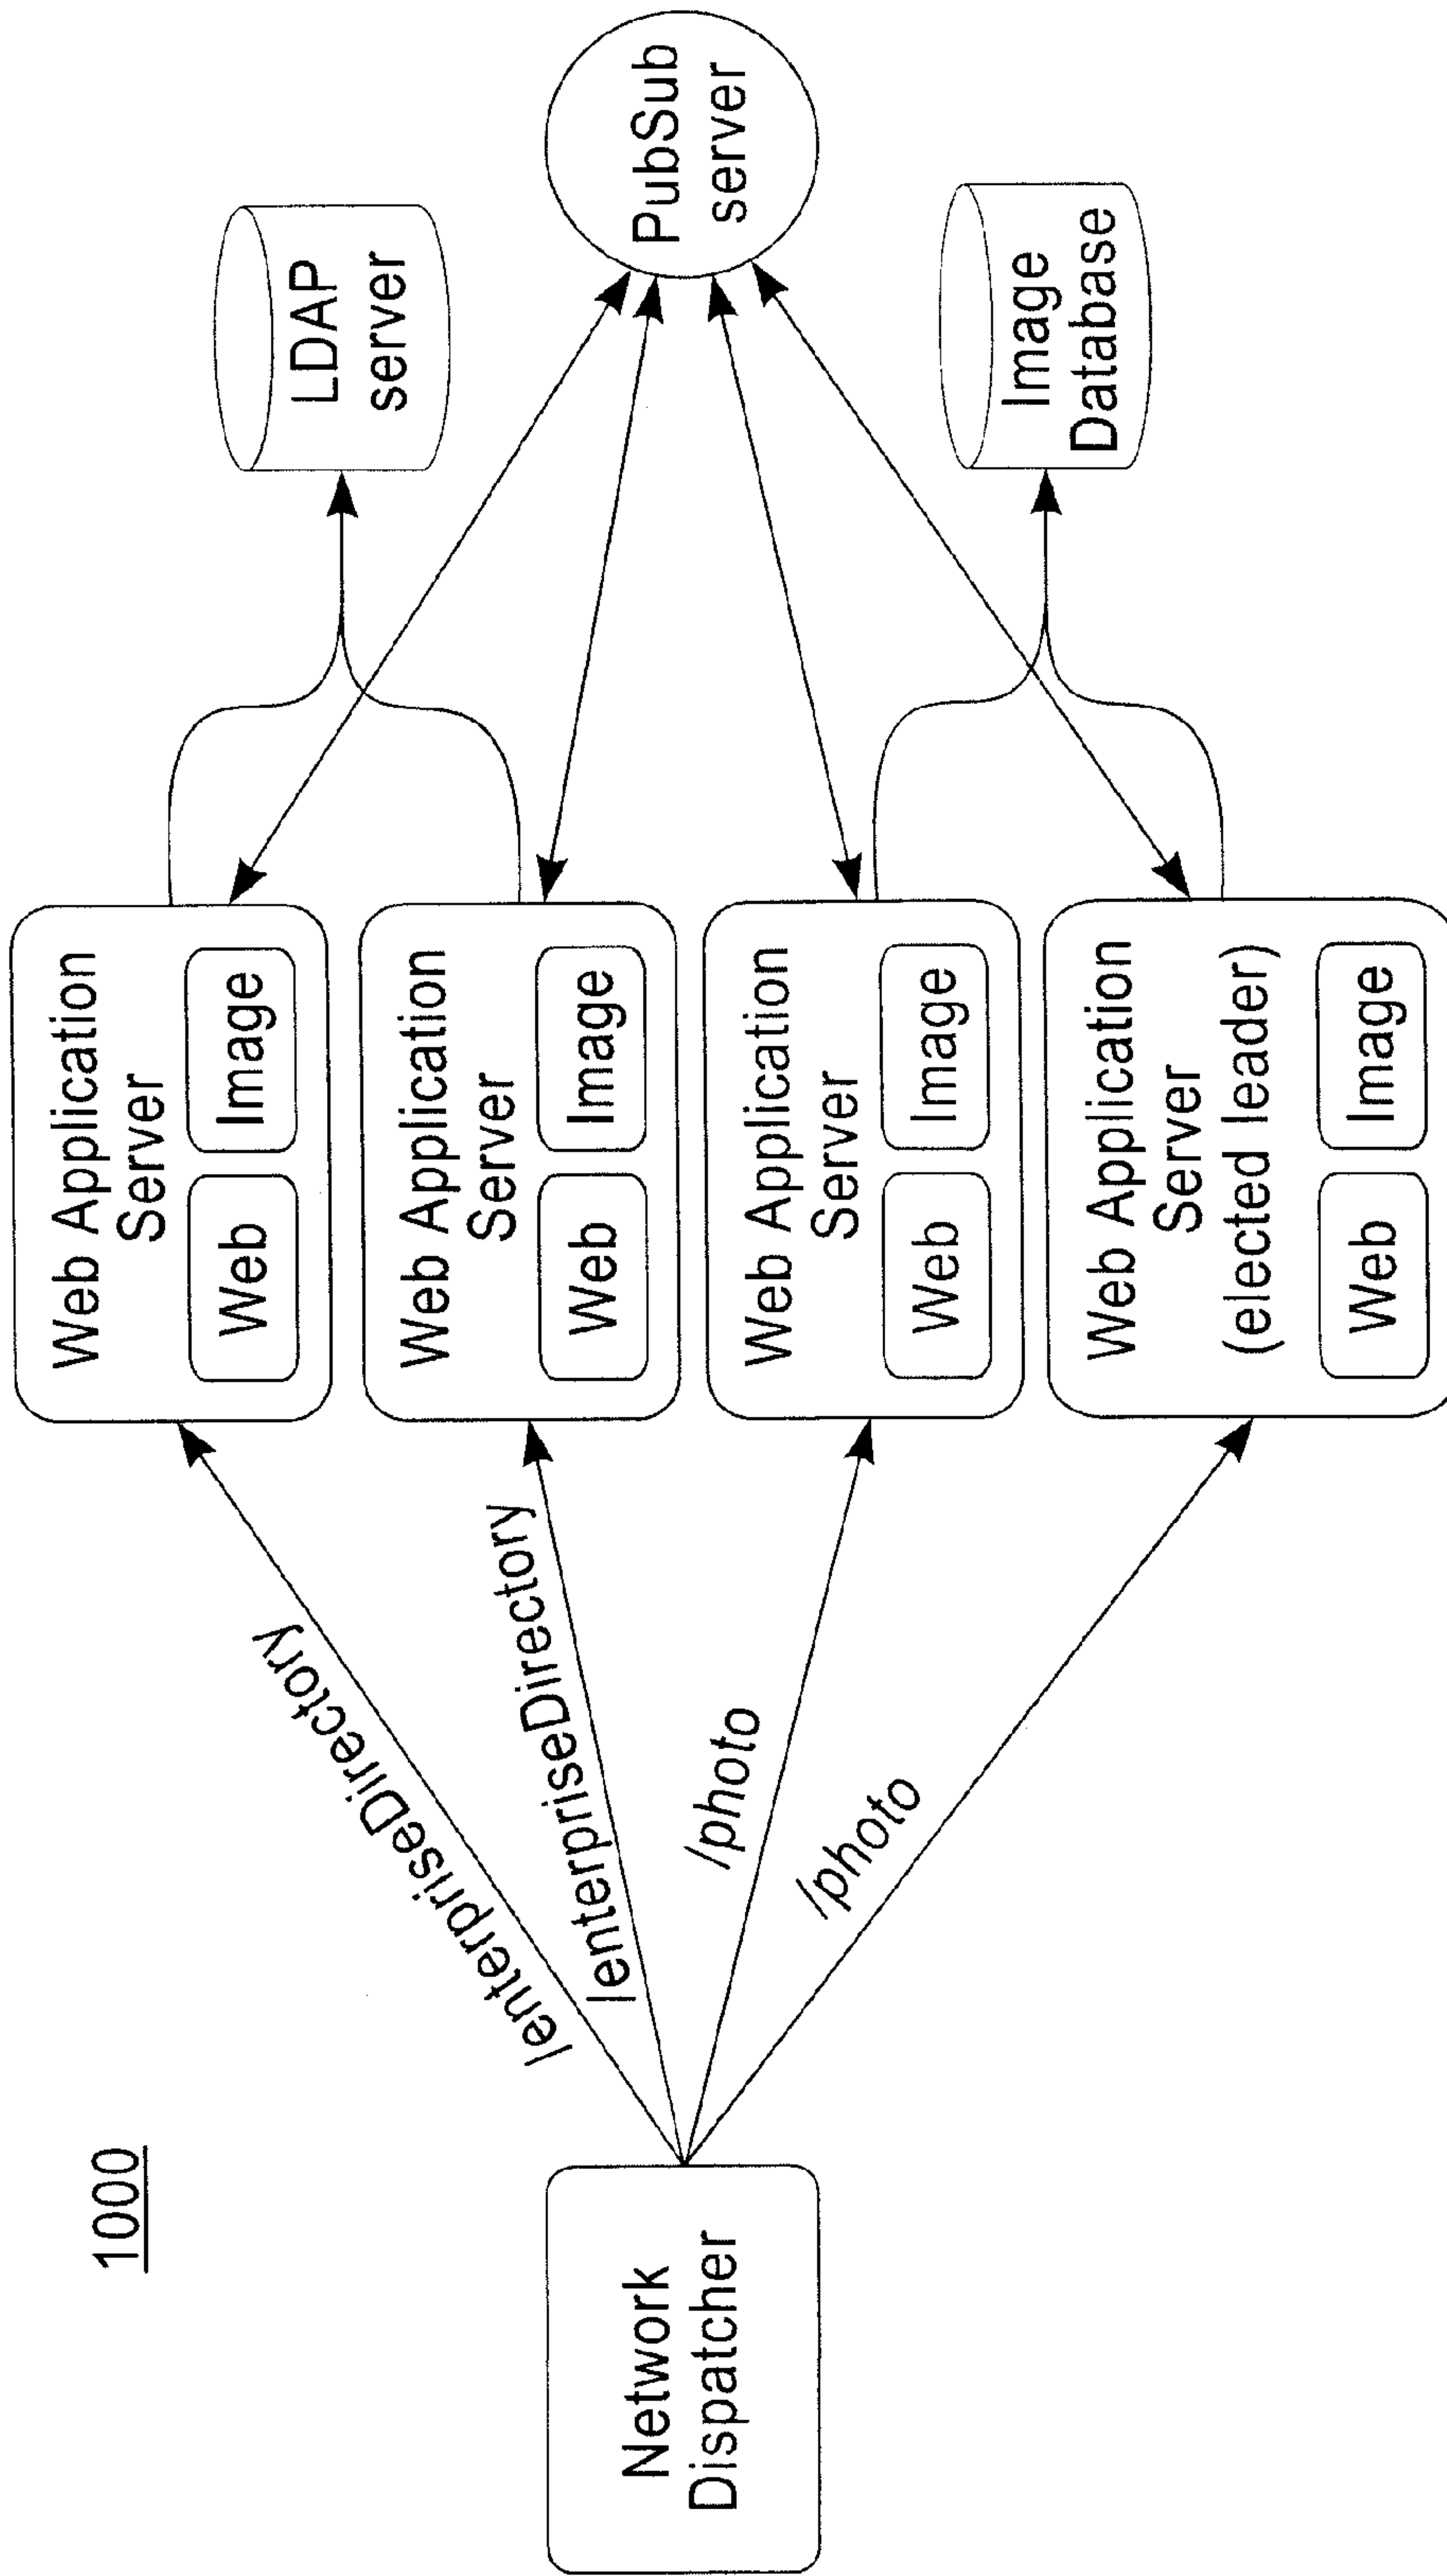 1000
Network
Dispatcher
/enterpriseDirectory
/enterpriseDirectory
/photo
/photo
Web Application
Server
Web
Image
Web Application
Server
Web
Image
Web Application
Server
Web
Image
Web Application
Server
(elected leader)
Web
Image
LDAP
server
PubSub
server
Image
Database